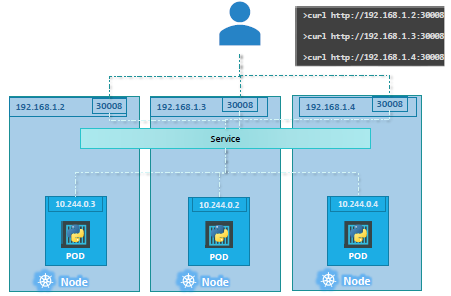 >curl http://192.168.1.2:30008
>curl http://192.168.1.3:30008
>curl http://192.168.1.4:30008
192.168.1.2 30008
192.168.1.3 30008
192.168.1.4 30008
Service
10.244.0.3
10.244.0.2
10.244.0.4
POD
POD
POD
Node
Node
Node